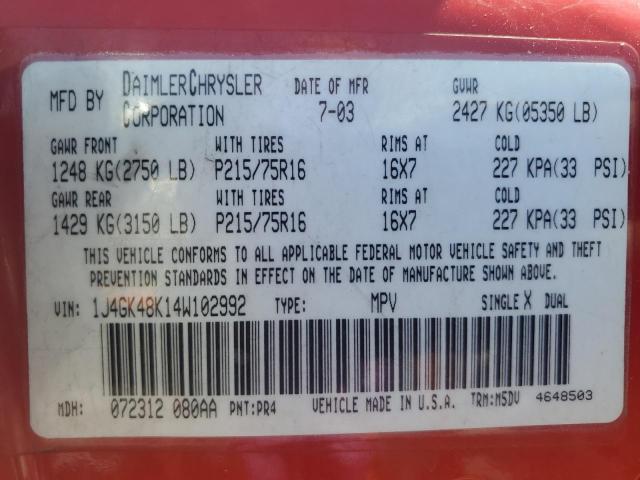 MFD BY DAIMLERCHRYSLER CORPORATION DATE OF MFR 7-03 GVWR 2427 KG(05350 LB)
GAWR FRONT WITH TIRES RIMS AT COLD
1248 KG(2750 LB) P215/75R16 16X7 227 KPA(33 PSI)
GAWR REAR WITH TIRES RIMS AT COLD
1429 KG(3150 LB) P215/75R16 16X7 227 KPA(33 PSI)
THIS VEHICLE CONFORMS TO ALL APPLICABLE FEDERAL MOTOR VEHICLE SAFETY AND THEFT
PREVENTION STANDARDS IN EFFECT ON THE DATE OF MANUFACTURE SHOWN ABOVE.
VIN: 1J4GK48K14W102992 TYPE: MPV SINGLE X DUAL
MDH: 072312 080AA PNT:PR4 VEHICLE MADE IN U.S.A. TRM:M5DV 4648503